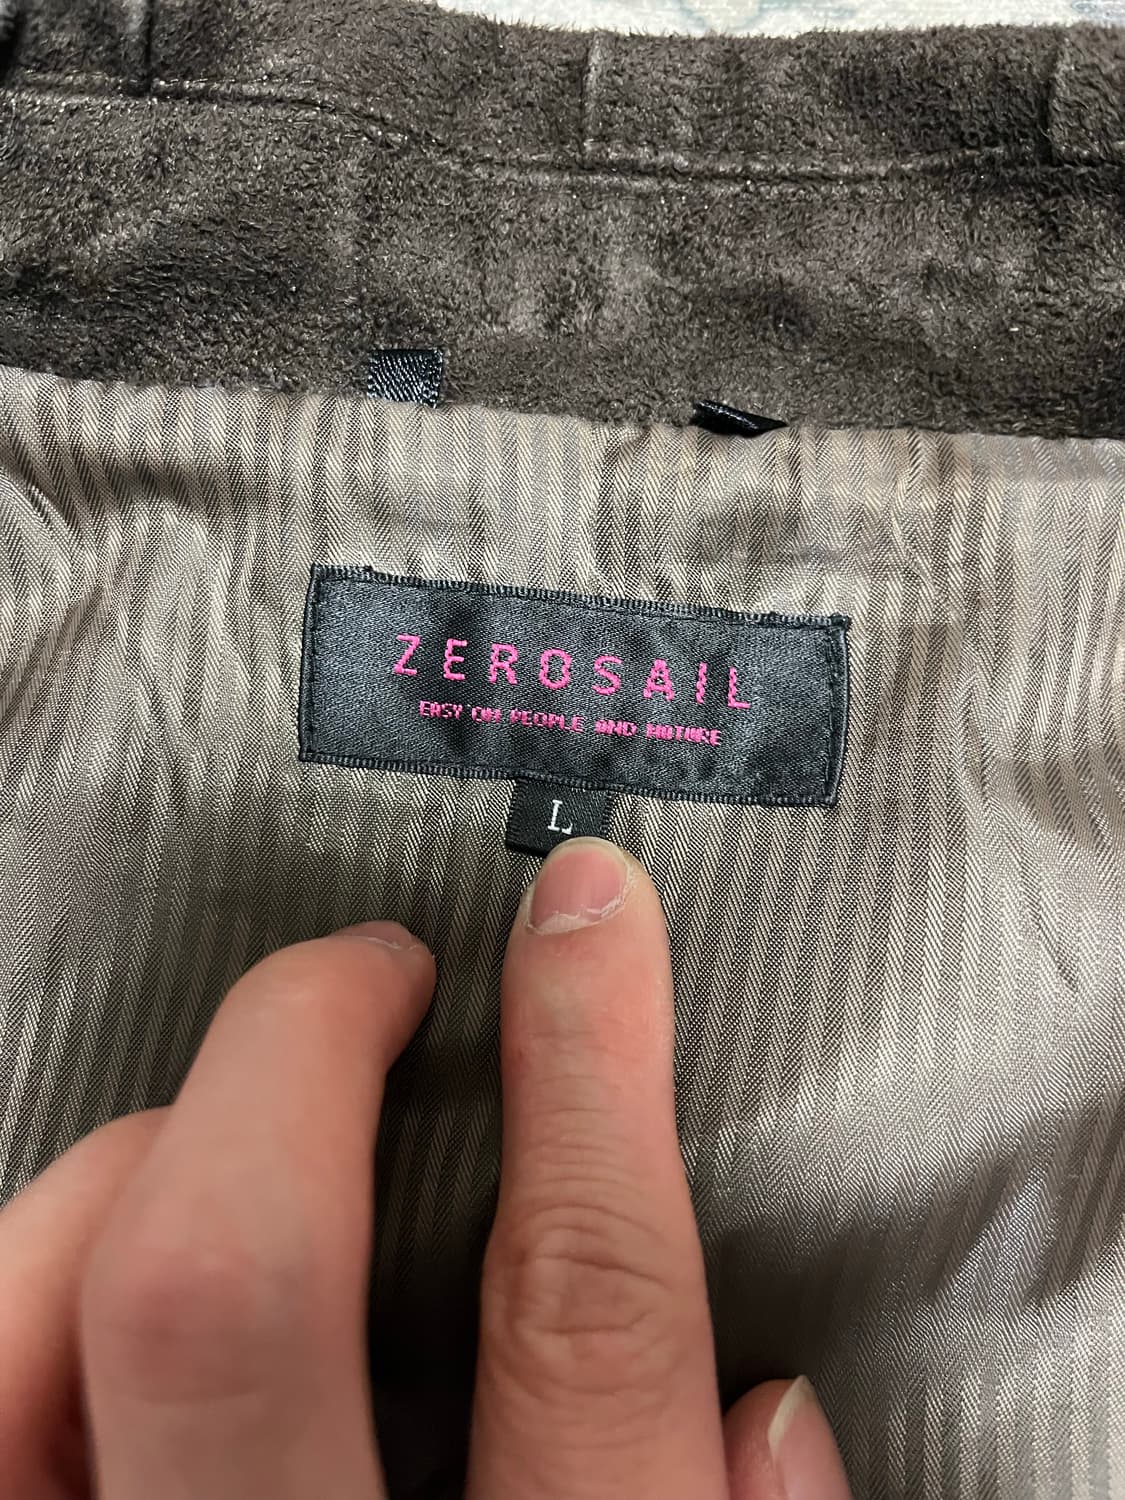 ZEROSAIL
EASY ON PEOPLE AND NATURE
L